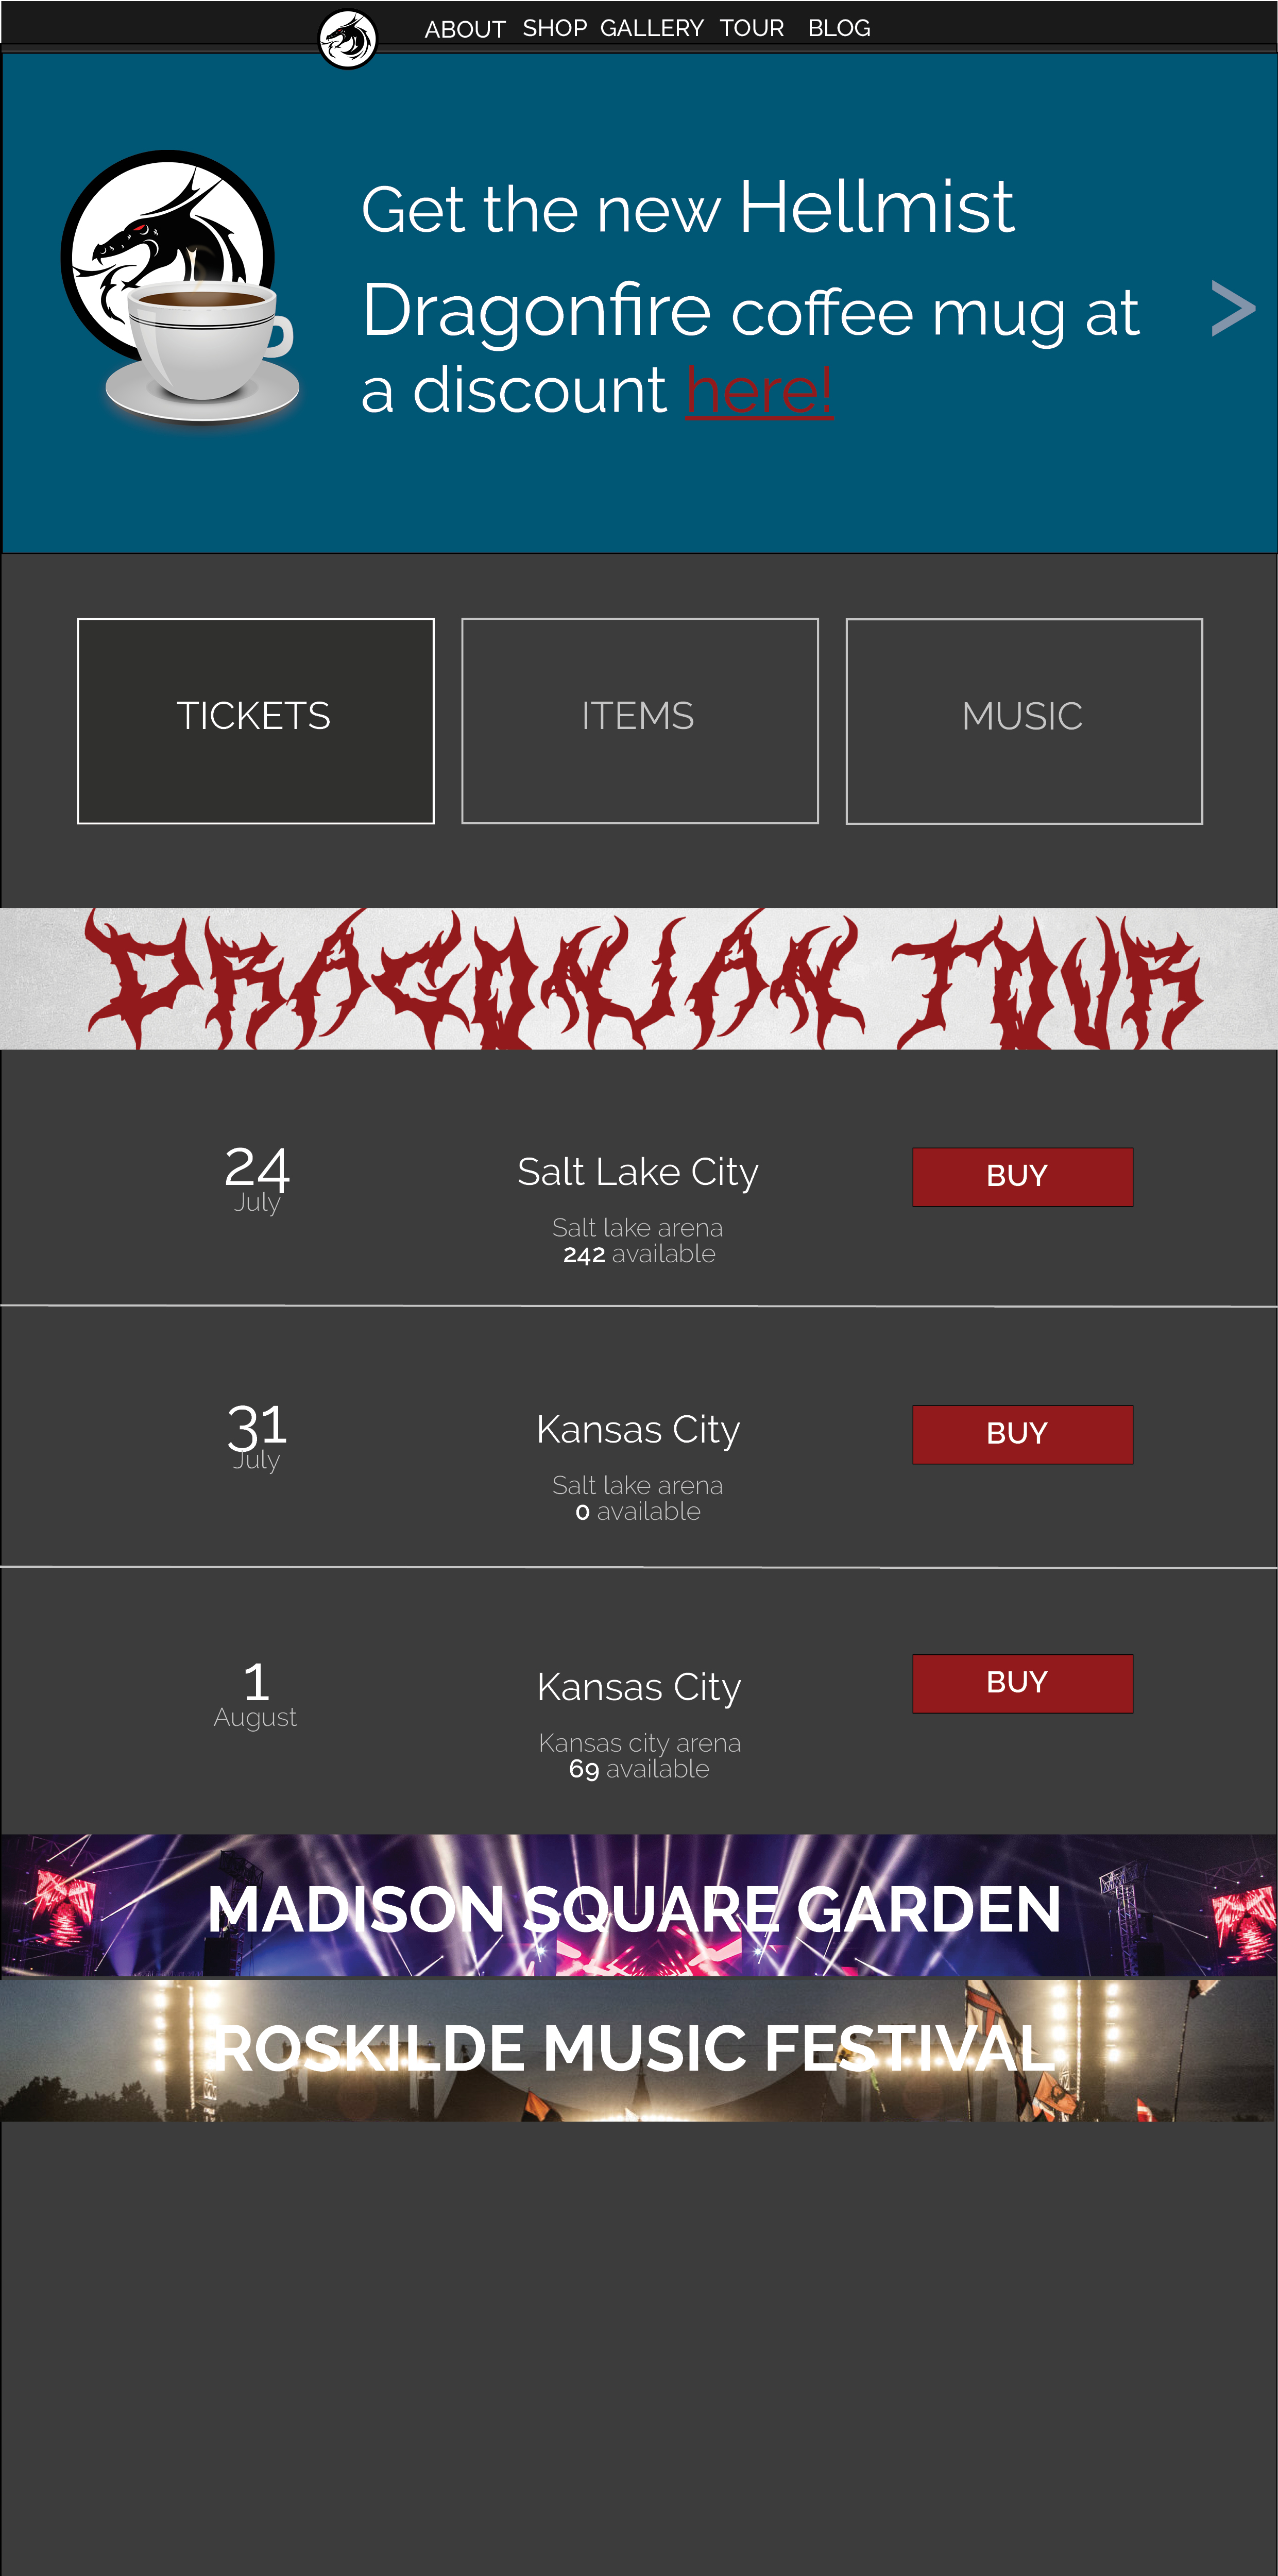 ABOUT SHOP GALLERY TOUR BLOG
Get the new Hellmist
Dragonfire coffee mug at
a discount here!
>
TICKETS
ITEMS
MUSIC
DRAGONIAN TOUR
24
July
Salt Lake City
Salt lake arena
242 available
BUY
31
July
Kansas City
Salt lake arena
0 available
BUY
1
August
Kansas City
Kansas city arena
69 available
BUY
MADISON SQUARE GARDEN
ROSKILDE MUSIC FESTIVAL